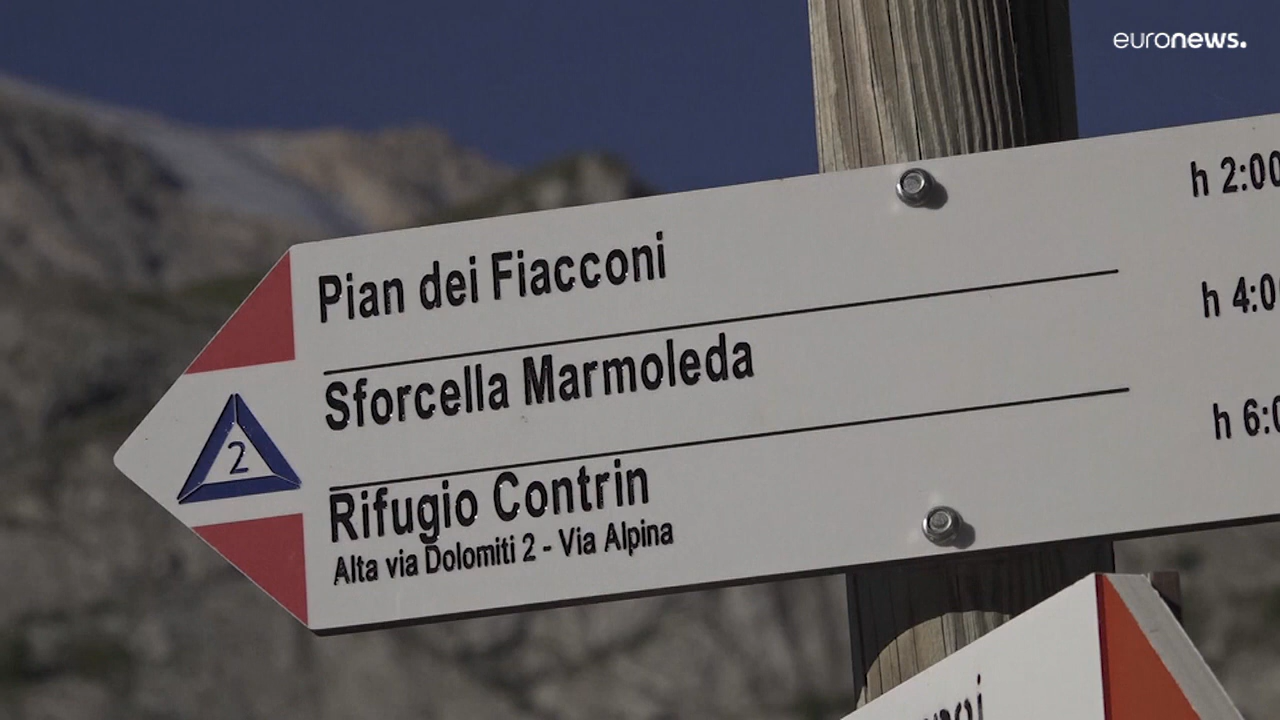 euronews.
Pian dei Fiacconi h 2:00
Sforcella Marmoleda h 4:0
2
Rifugio Contrin h 6:0
Alta via Dolomiti 2 - Via Alpina